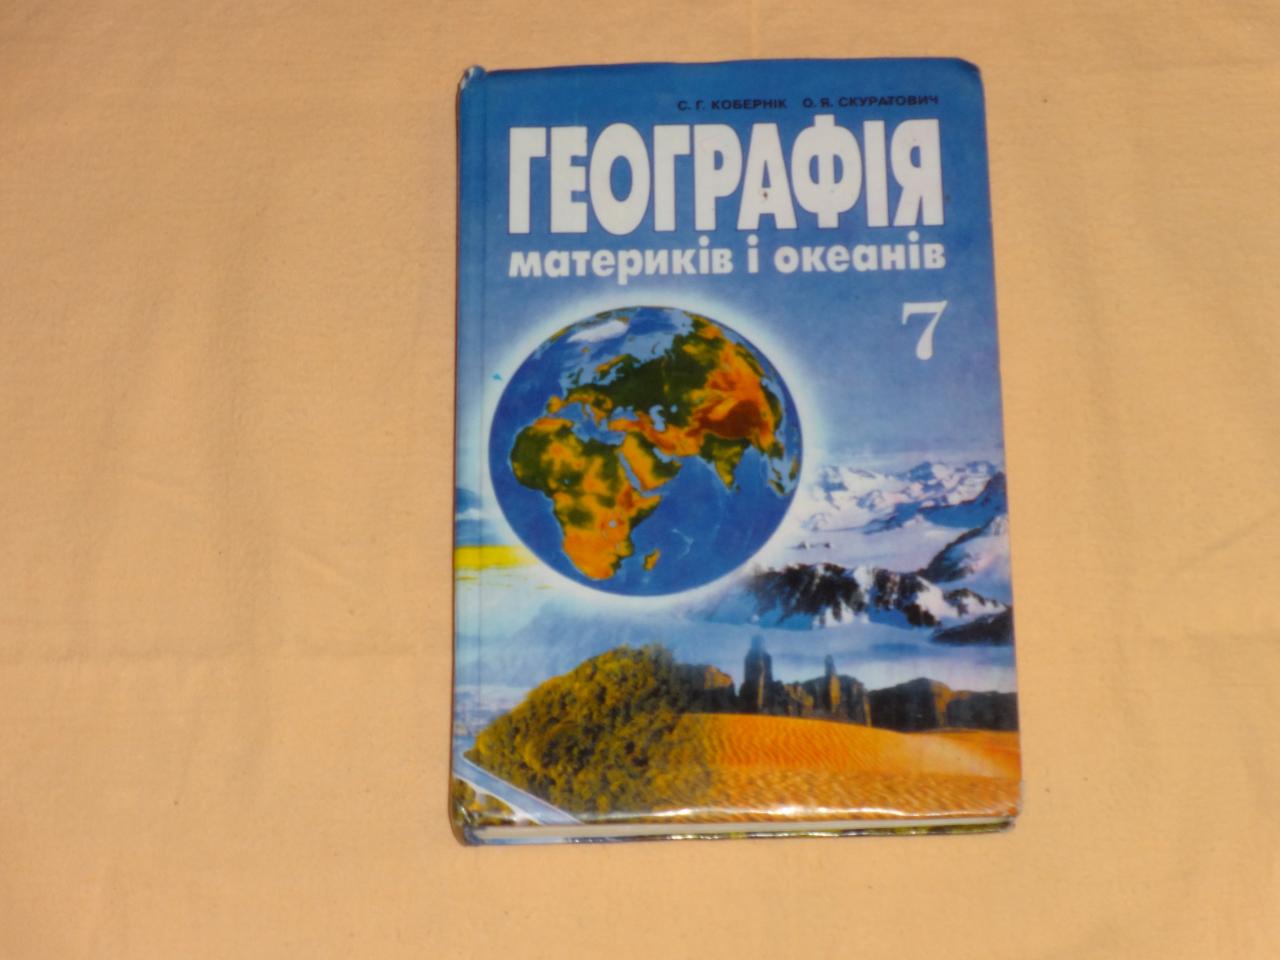 С. Г. КОБЕРНІК О. Я. СКУРАТОВИЧ
ГЕОГРАФІЯ
материків і океанів
7